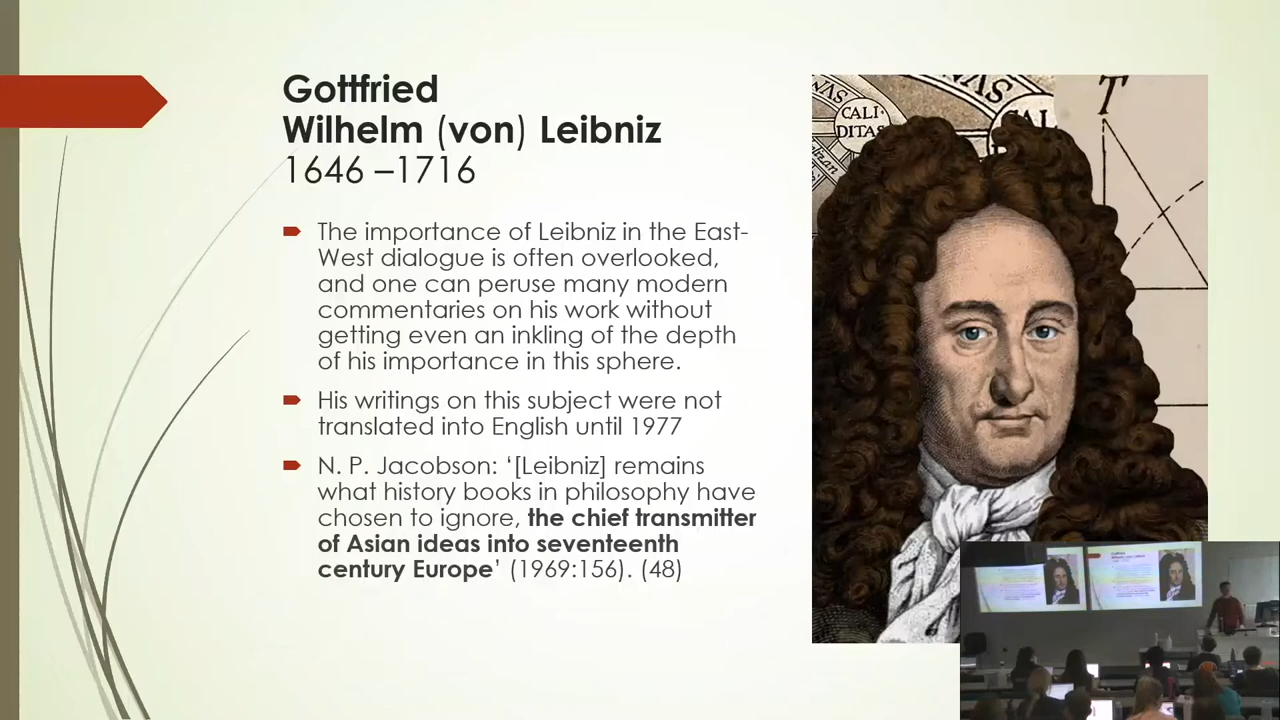 Gottfried
Wilhelm (von) Leibniz
1646 –1716
The importance of Leibniz in the East-
West dialogue is often overlooked,
and one can peruse many modern
commentaries on his work without
getting even an inkling of the depth
of his importance in this sphere.
His writings on this subject were not
translated into English until 1977
N. P. Jacobson: ‘[Leibniz] remains
what history books in philosophy have
chosen to ignore, the chief transmitter
of Asian ideas into seventeenth
century Europe’ (1969:156). (48)
CALI·
DITAS
T